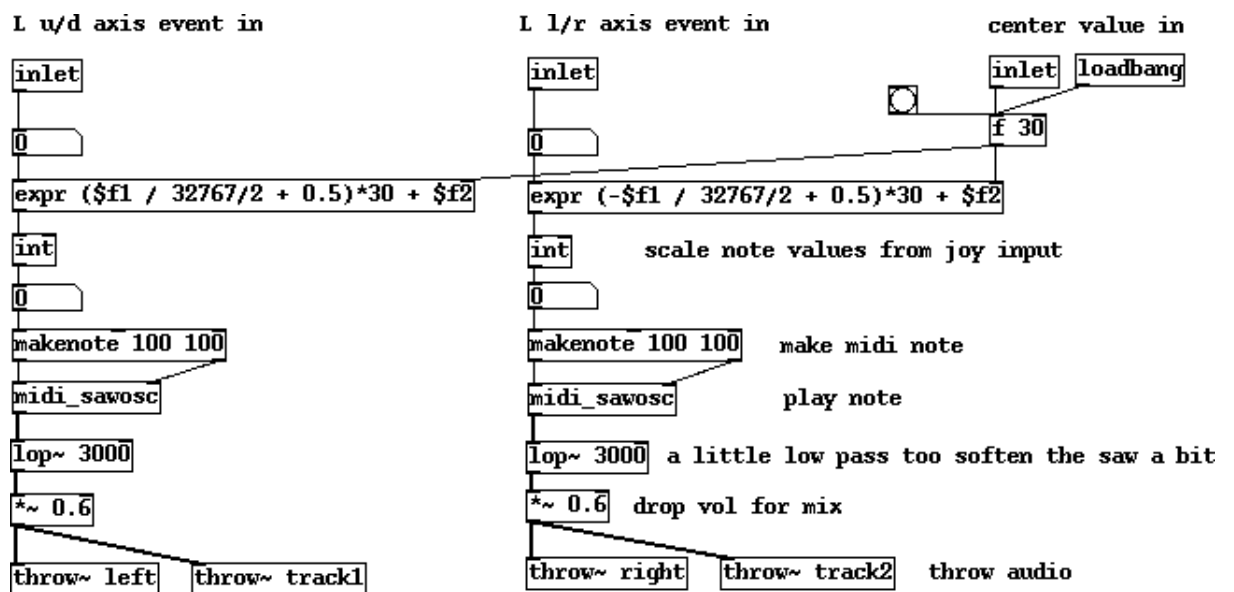 L u/d axis event in
L l/r axis event in
center value in
inlet
inlet
inlet
loadbang
0
0
f 30
expr ($f1 / 32767/2 + 0.5)*30 + $f2
expr (-$f1 / 32767/2 + 0.5)*30 + $f2
int
int
scale note values from joy input
0
0
makenote 100 100
makenote 100 100
make midi note
midi_sawosc
midi_sawosc
play note
lop~ 3000
lop~ 3000
a little low pass too soften the saw a bit
*~ 0.6
*~ 0.6
drop vol for mix
throw~ left
throw~ track1
throw~ right
throw~ track2
throw audio